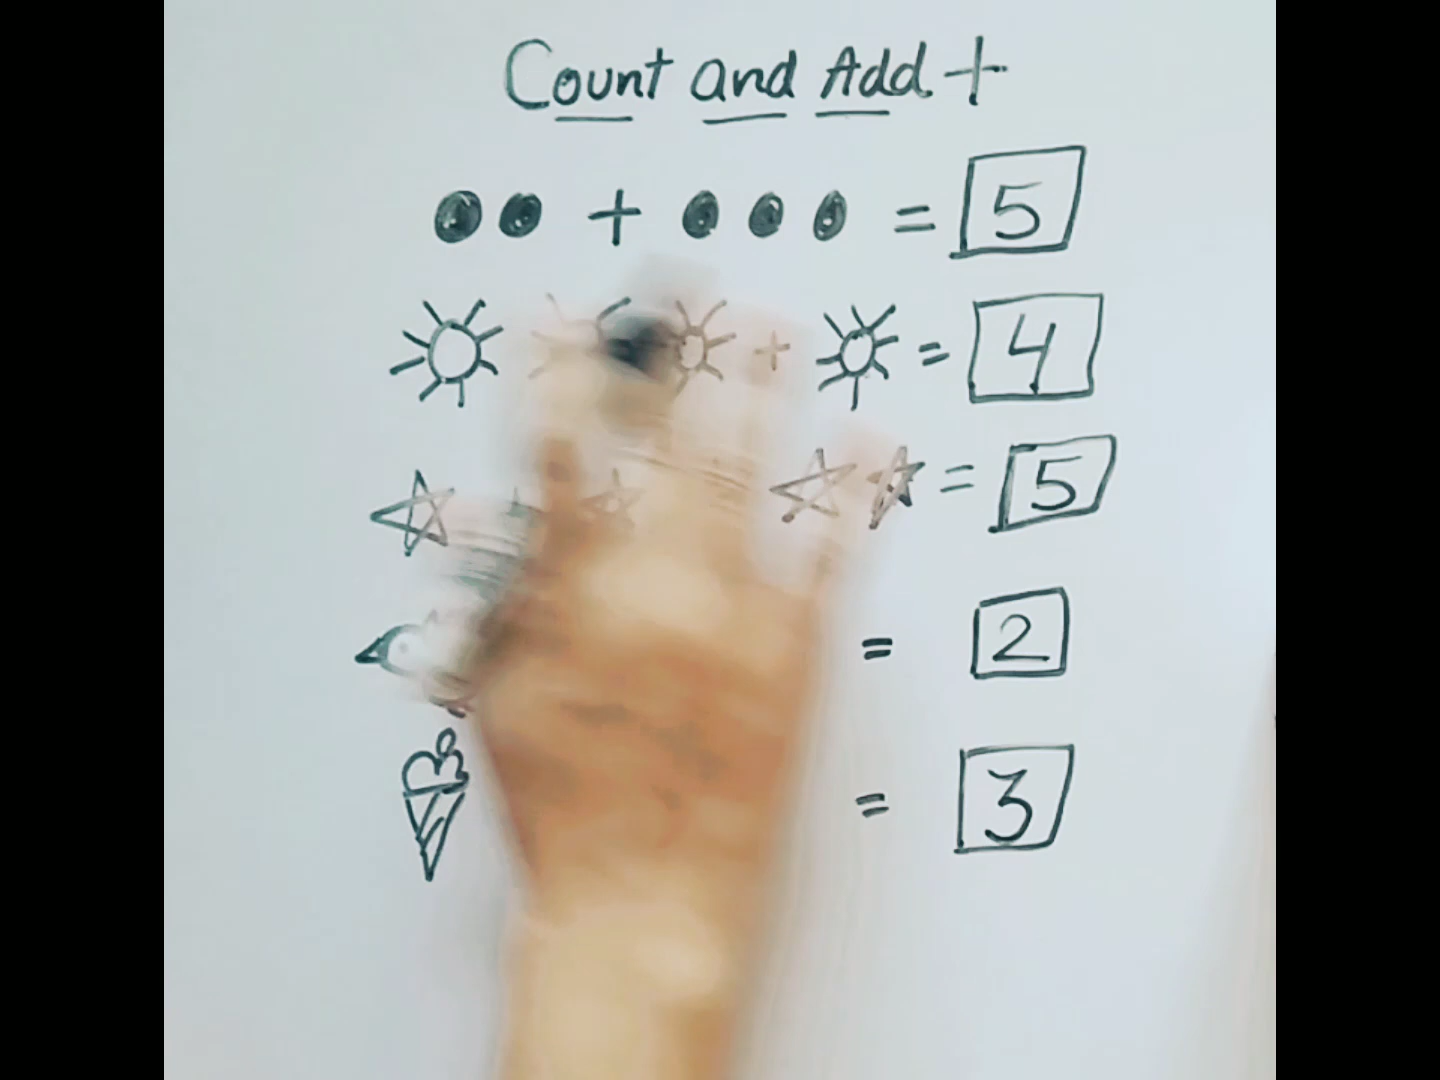 Count and Add +
+ = 5
+ = 4
= 5
= 2
= 3